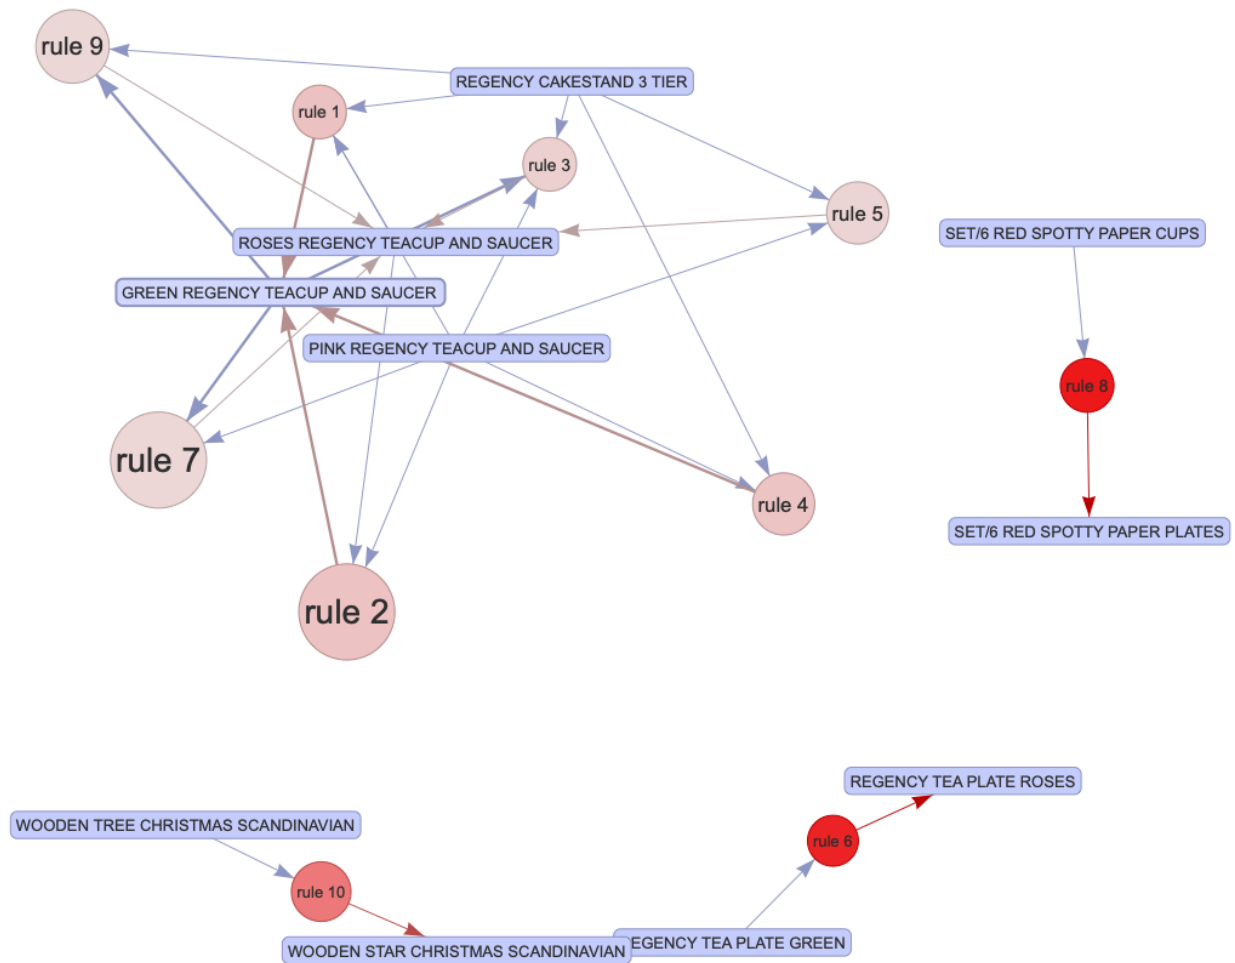 rule 9
REGENCY CAKESTAND 3 TIER
rule 1
rule 3
rule 5
SET/6 RED SPOTTY PAPER CUPS
ROSES REGENCY TEACUP AND SAUCER
GREEN REGENCY TEACUP AND SAUCER
PINK REGENCY TEACUP AND SAUCER
rule 8
rule 7
rule 4
SET/6 RED SPOTTY PAPER PLATES
rule 2
REGENCY TEA PLATE ROSES
WOODEN TREE CHRISTMAS SCANDINAVIAN
rule 6
rule 10
WOODEN STAR CHRISTMAS SCANDINAVIAN
EGENCY TEA PLATE GREEN